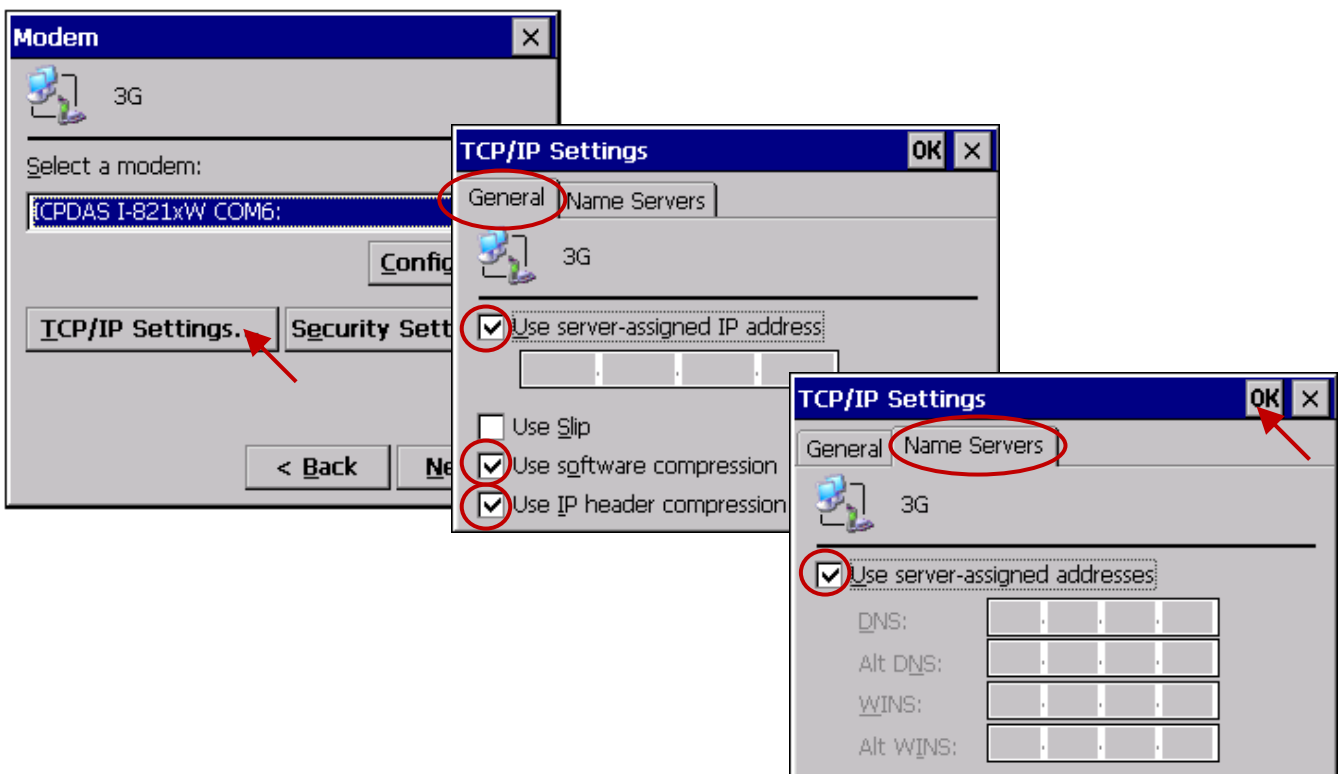 Modem
3G
Select a modem:
ICPDAS I-821xW COM6:
Config
TCP/IP Settings..
Security Sett
< Back
Ne
TCP/IP Settings
OK
General
Name Servers
3G
Use server-assigned IP address
Use Slip
Use software compression
Use IP header compression
TCP/IP Settings
OK
General
Name Servers
3G
Use server-assigned addresses
DNS:
Alt DNS:
WINS:
Alt WINS: